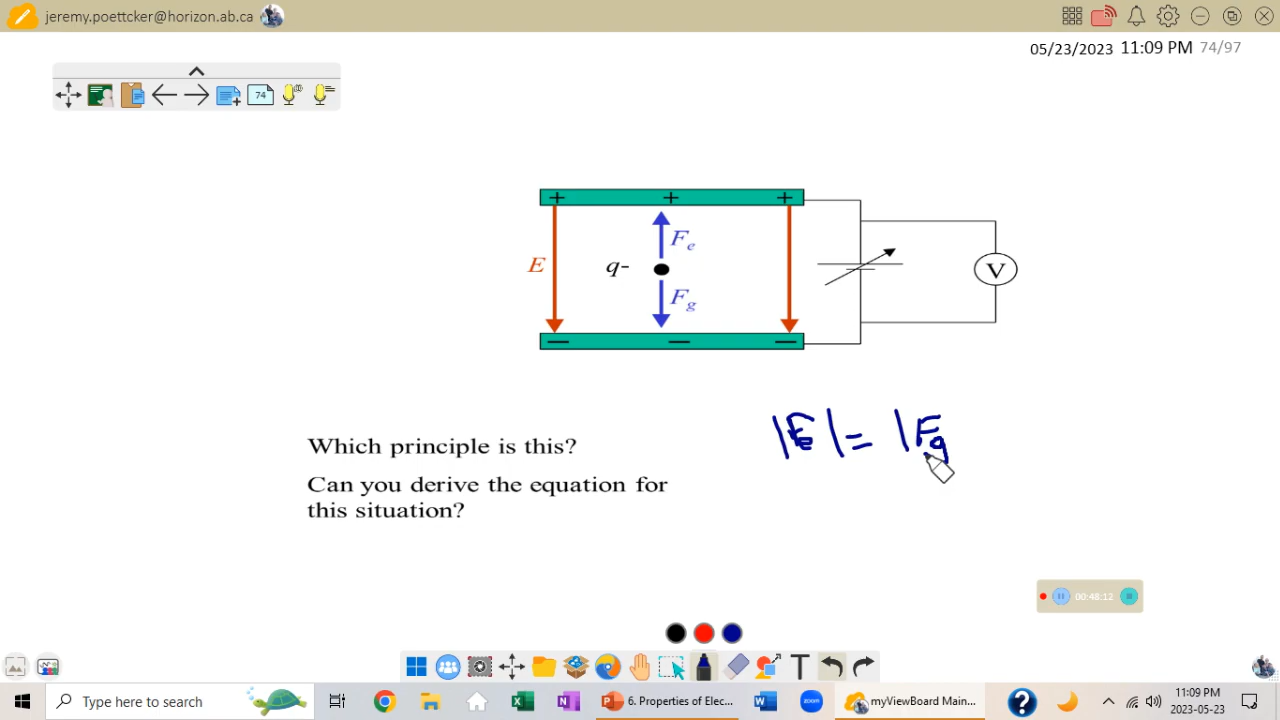 jeremy.poettcker@horizon.ab.ca
05/23/2023 11:09 PM 74/97
74
+ + +
Fe
E q-
V
Fg
— — —
|Fe| = |Fg
Which principle is this?
Can you derive the equation for
this situation?
00:48:12
T
Type here to search
6. Properties of Elec...
myViewBoard Main...
zoom
11:09 PM
2023-05-23